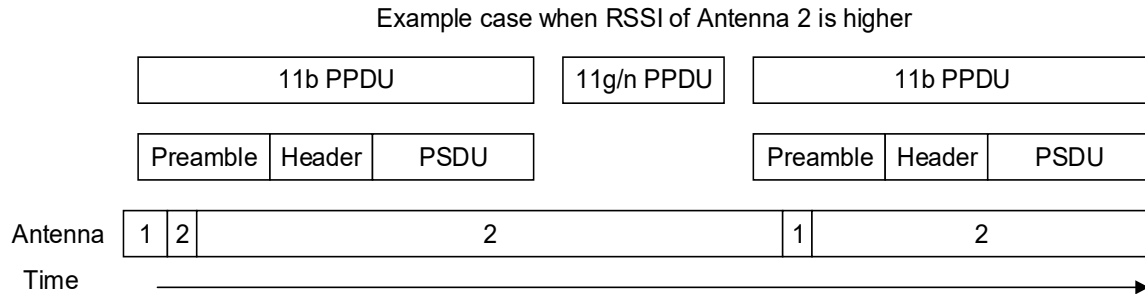 Example case when RSSI of Antenna 2 is higher
11b PPDU 11g/n PPDU 11b PPDU
Preamble Header PSDU Preamble Header PSDU
Antenna 1 2 2 1 2
Time